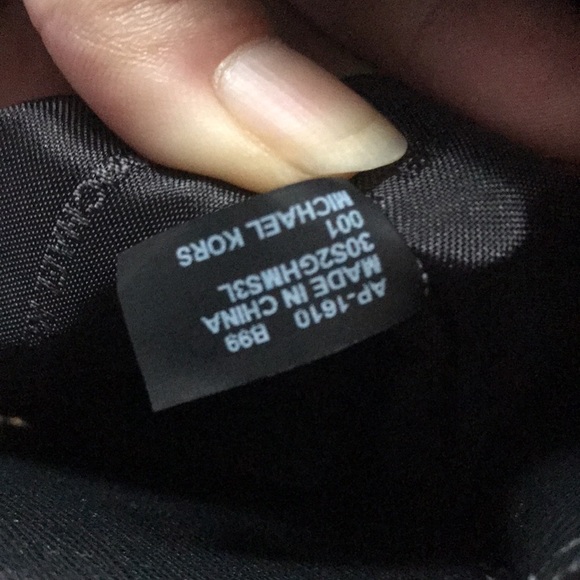 MICHAEL KORS
001
30S2GHMS3L
MADE IN CHINA
AP-1610 B99